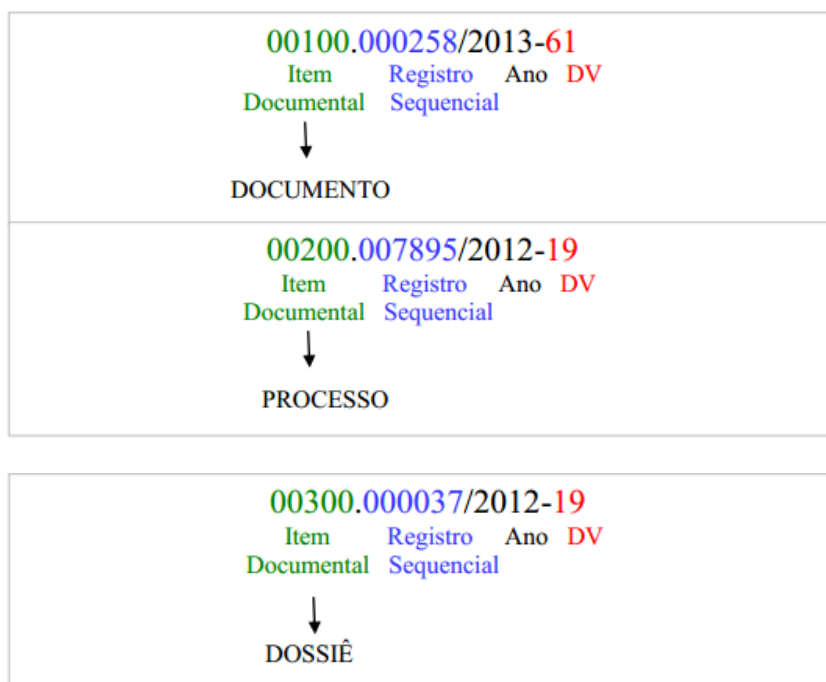 00100.000258/2013-61
Item Registro Ano DV
Documental Sequencial
DOCUMENTO
00200.007895/2012-19
Item Registro Ano DV
Documental Sequencial
PROCESSO
00300.000037/2012-19
Item Registro Ano DV
Documental Sequencial
DOSSIÊ